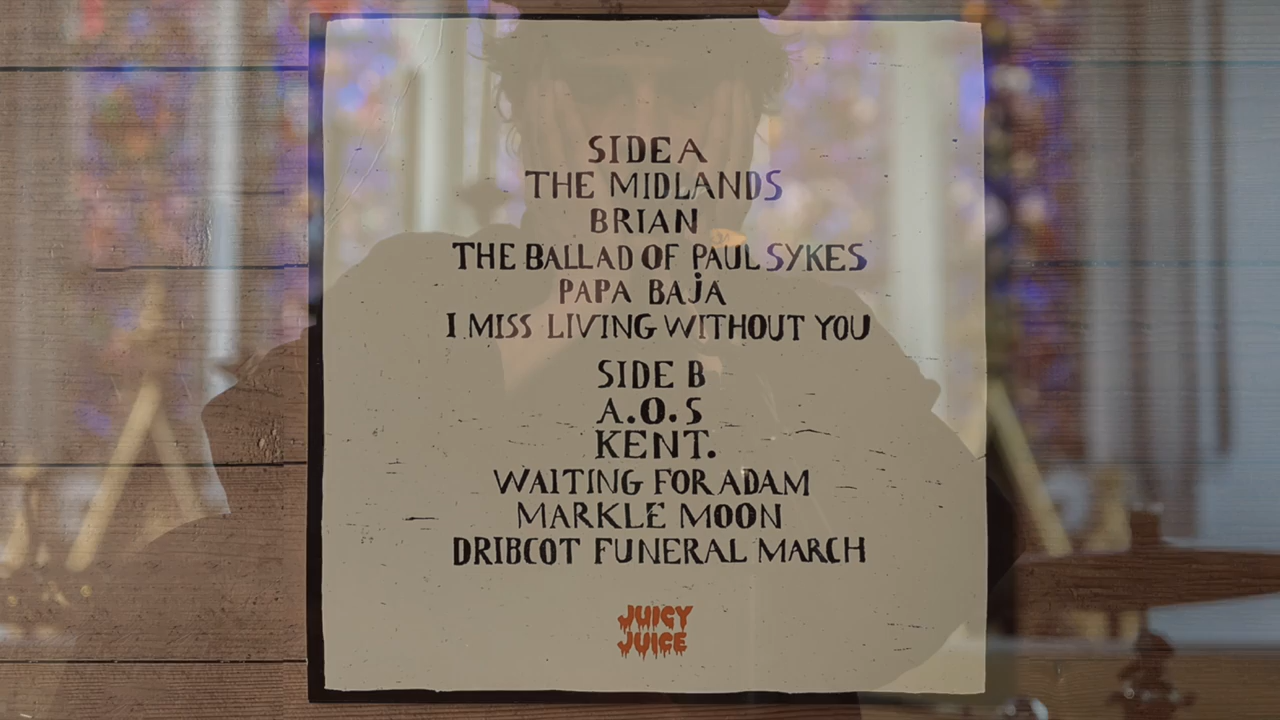 SIDE A
THE MIDLANDS
BRIAN
THE BALLAD OF PAUL SYKES
PAPA BAJA
I MISS LIVING WITHOUT YOU
SIDE B
A.O.S
KENT.
WAITING FOR ADAM
MARKLE MOON
DRIBCOT FUNERAL MARCH
JUICY
JUICE